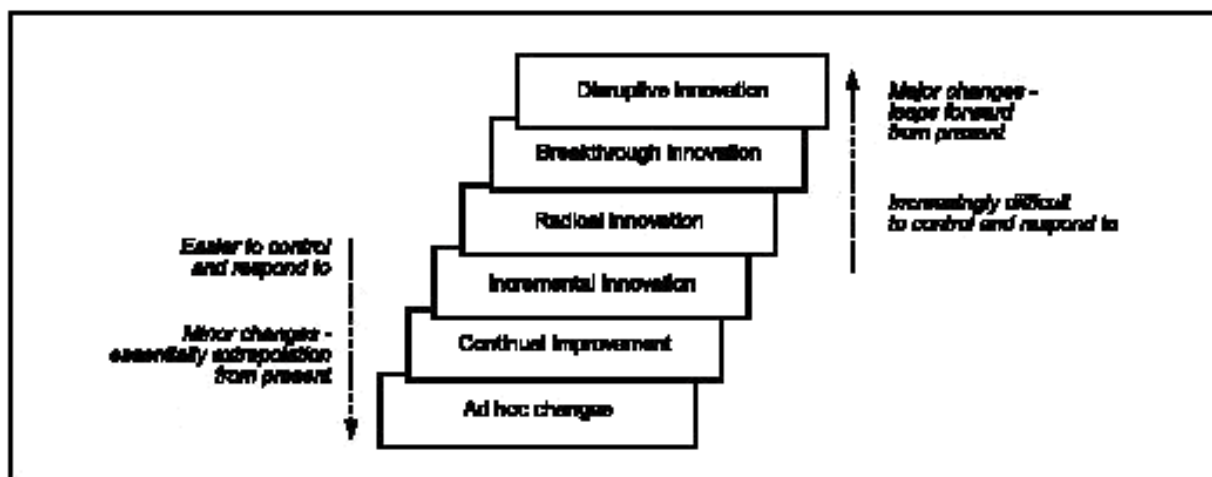 Disruptive Innovation
Breakthrough Innovation
Radical Innovation
Incremental Innovation
Continual Improvement
Ad hoc changes
Major changes -
leaps forward
from present
Increasingly difficult
to control and respond to
Easier to control
and respond to
Minor changes -
essentially extrapolation
from present